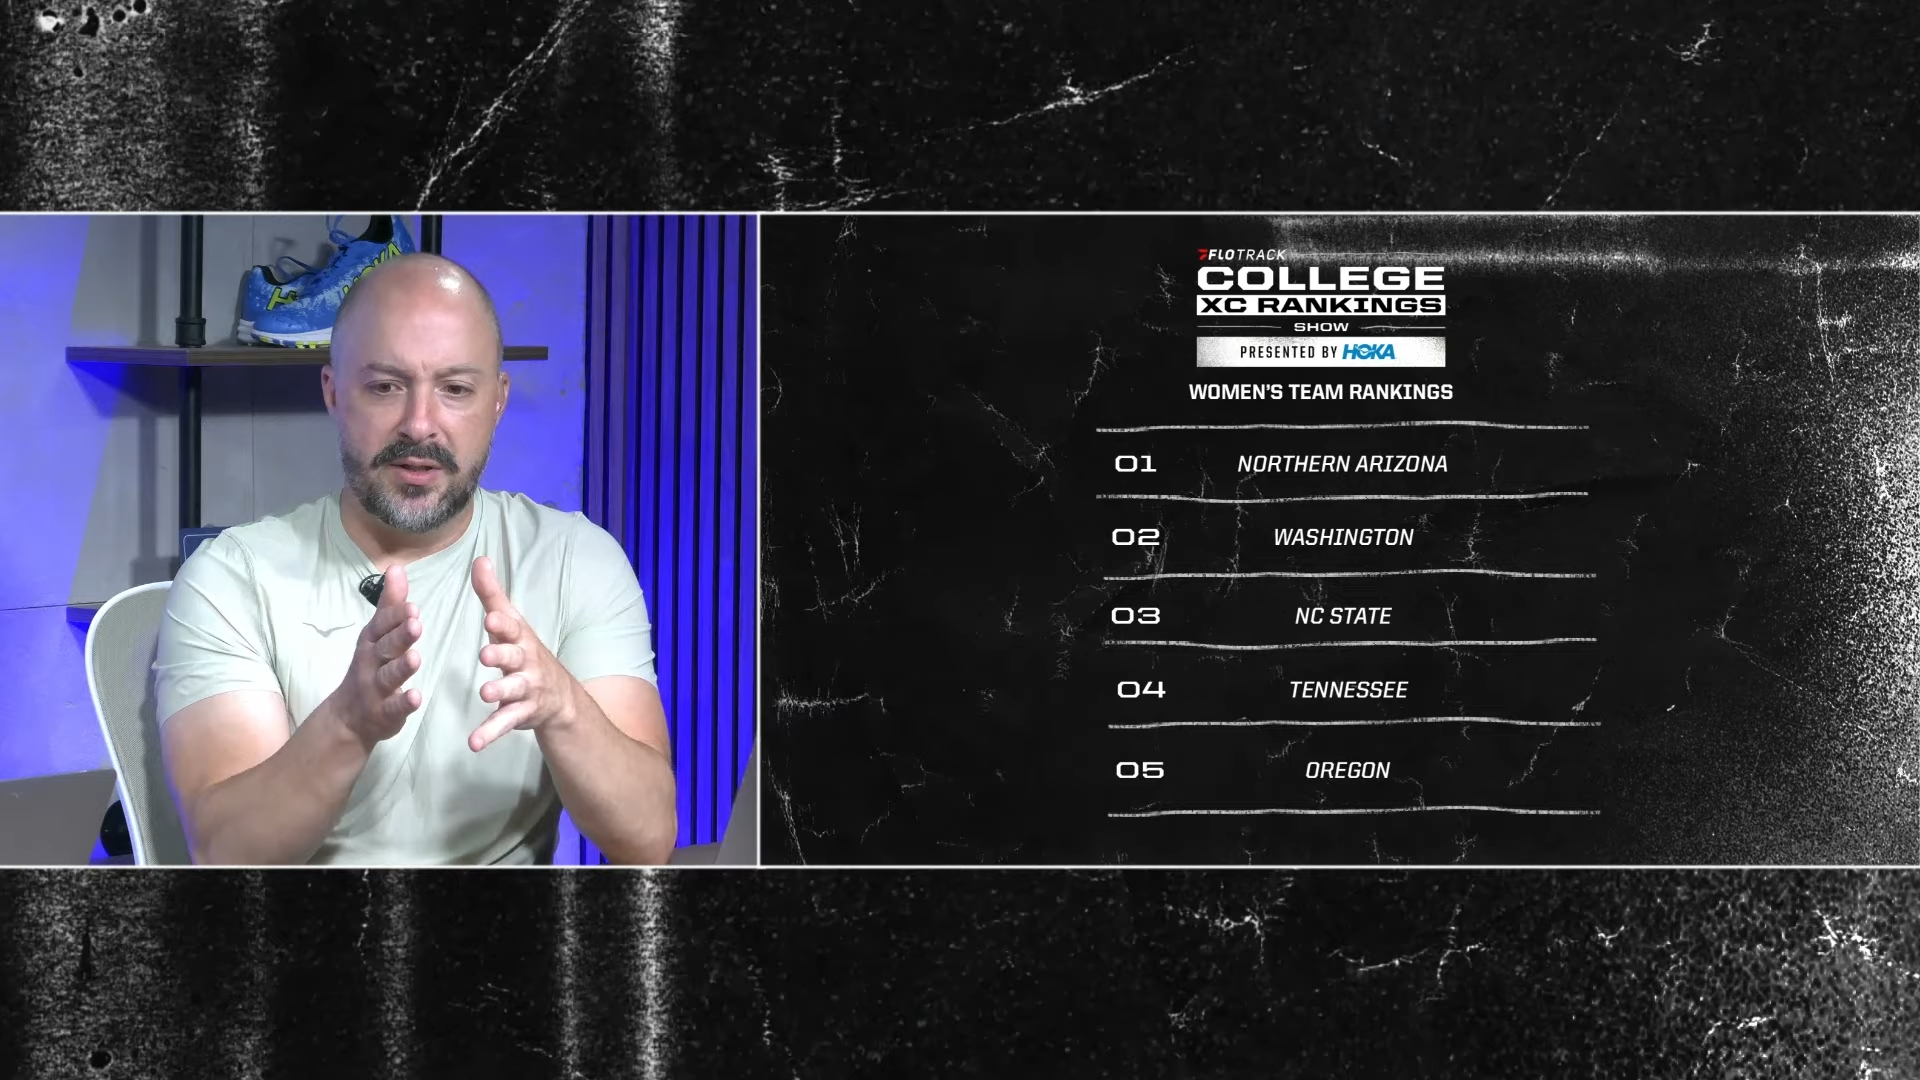 FLOTRACK
COLLEGE
XC RANKINGS
SHOW
PRESENTED BY HOKA
WOMEN'S TEAM RANKINGS
01 NORTHERN ARIZONA
02 WASHINGTON
03 NC STATE
04 TENNESSEE
05 OREGON